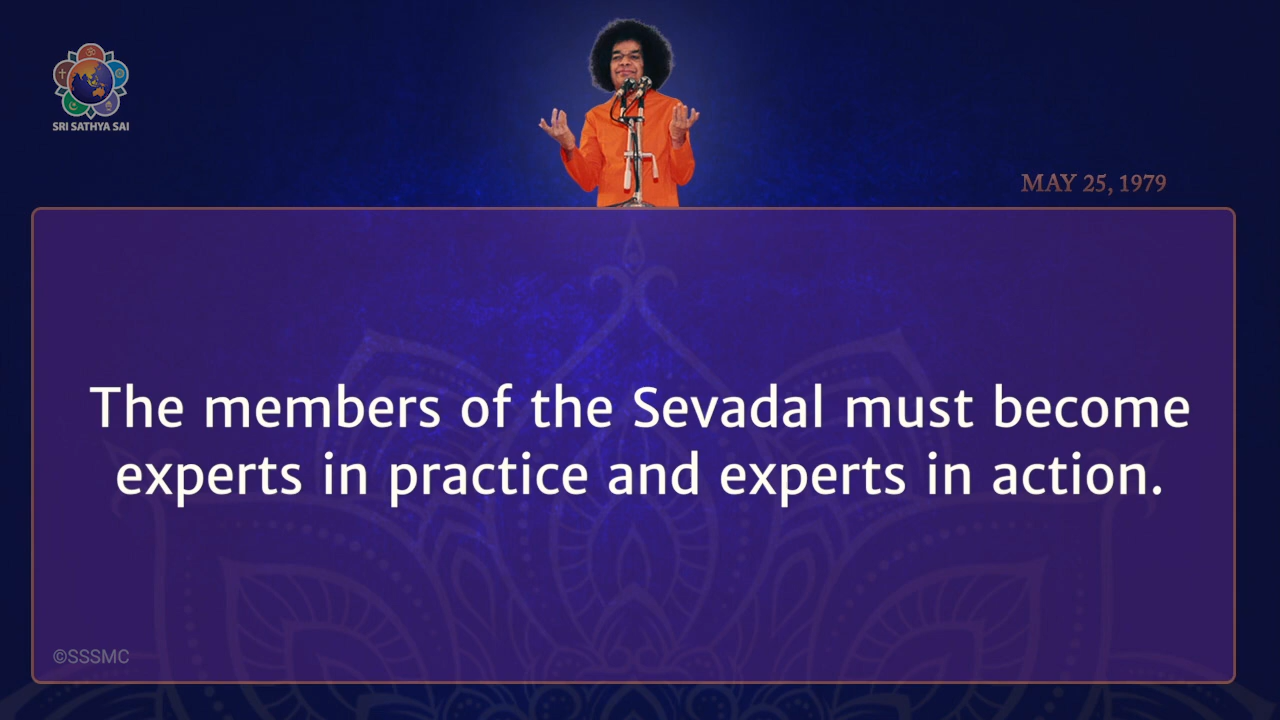 SRI SATHYA SAI
MAY 25, 1979
The members of the Sevadal must become
experts in practice and experts in action.
©SSSMC